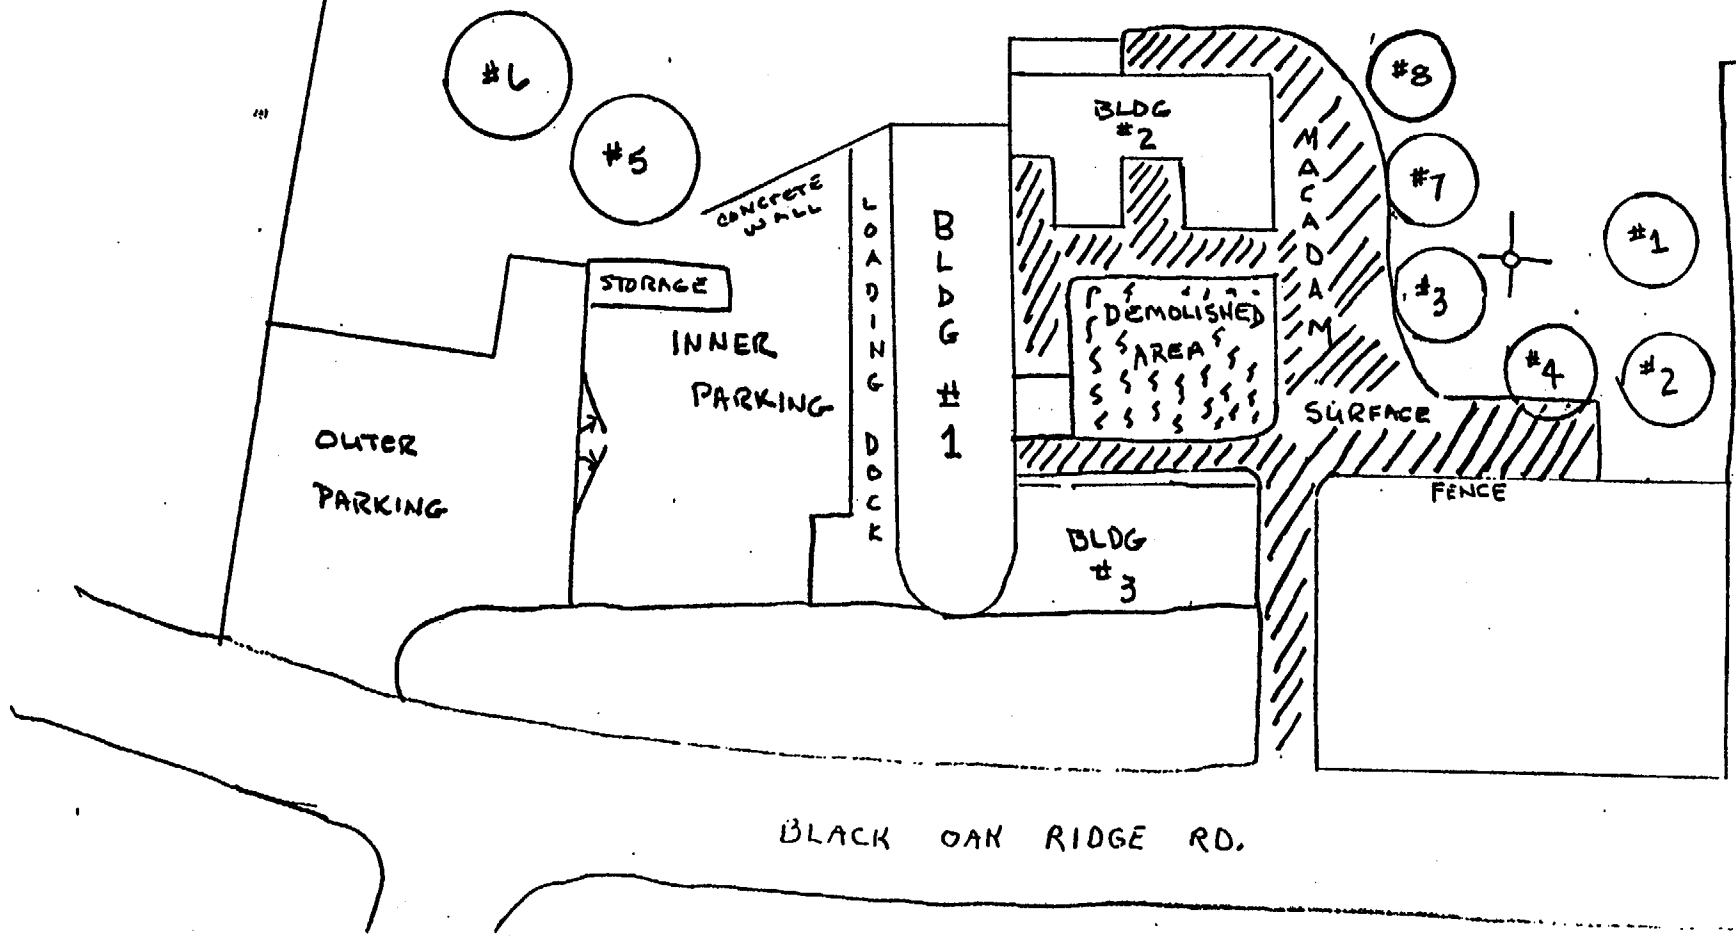 #6
#5
CONCRETE
WALL
STORAGE
INNER
PARKING
OUTER
PARKING
LOADING DOCK
BLDG #1
BLDG
#2
DEMOLISHED
AREA
MACADAM
SURFACE
#8
#7
#3
#1
#4
#2
FENCE
BLDG
#3
BLACK OAK RIDGE RD.